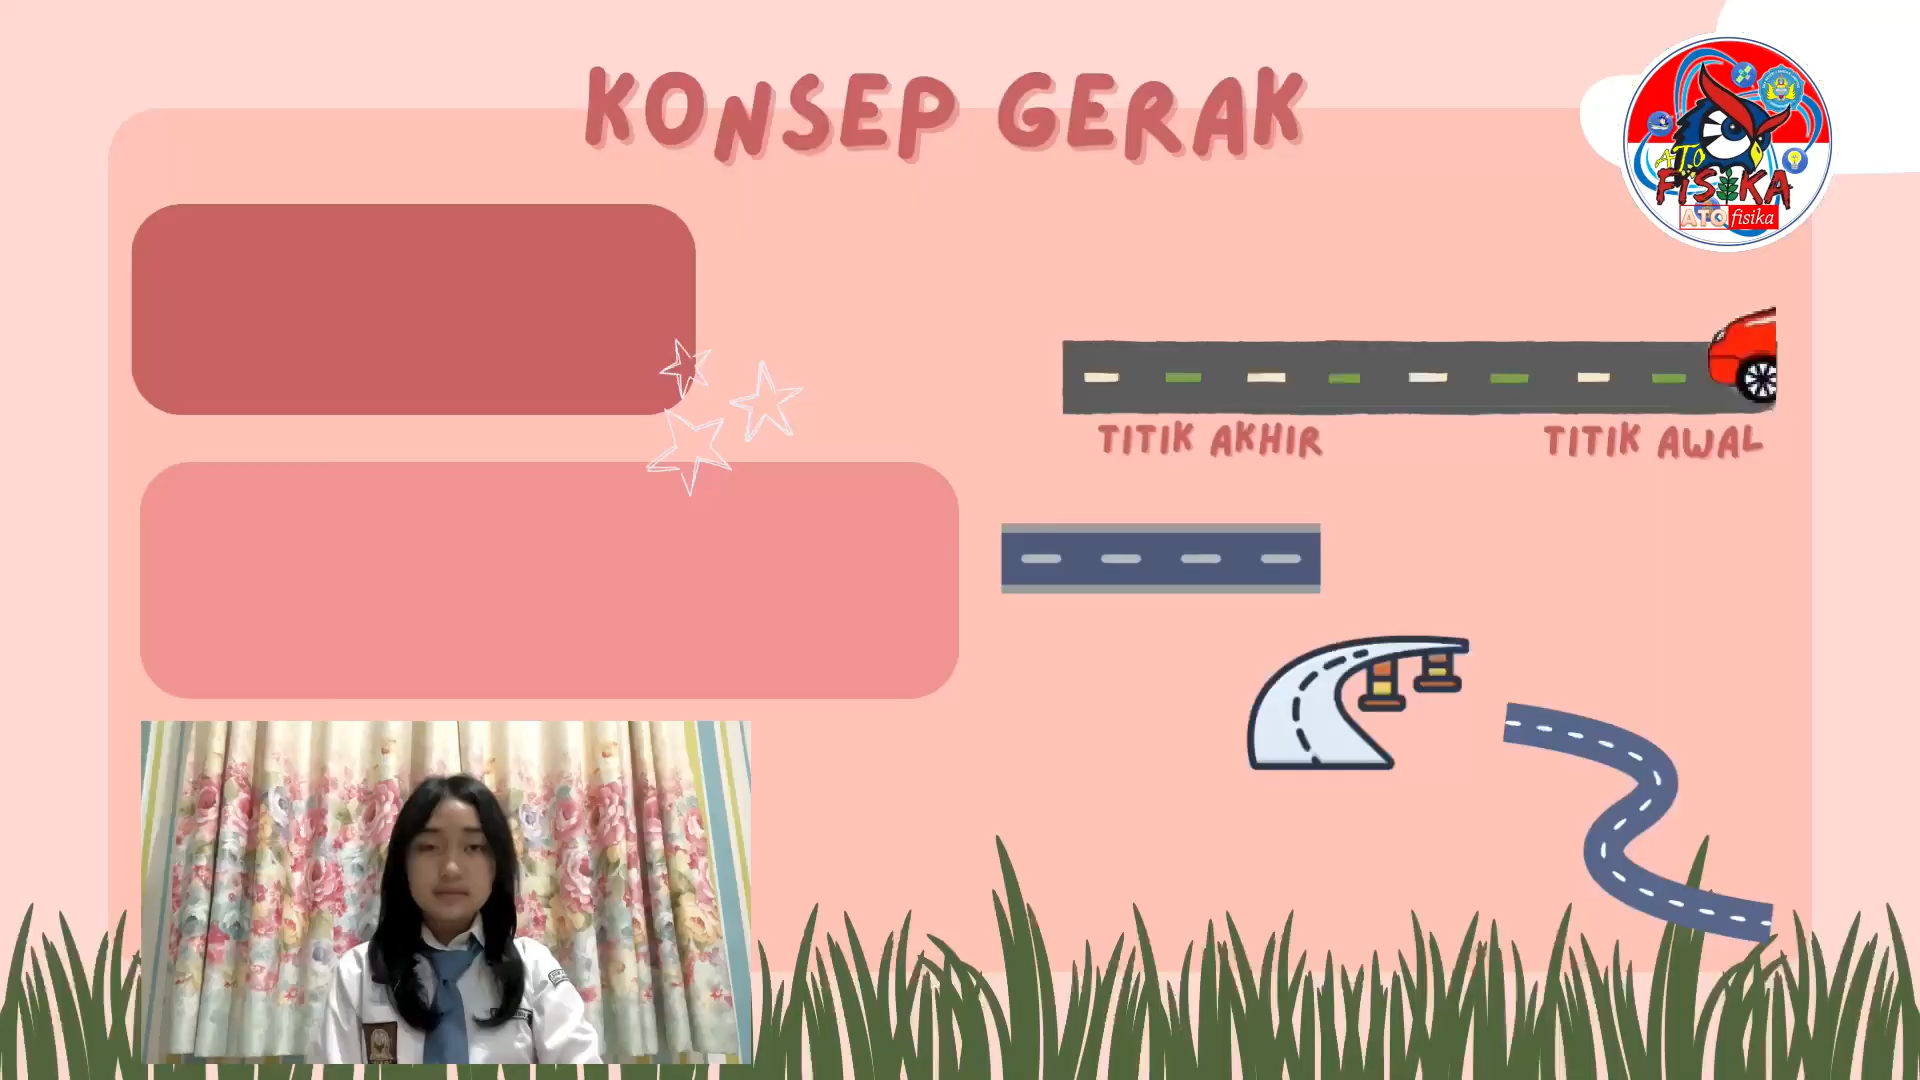 KONSEP GERAK
ATO
FISIKA
ATO fisika
TITIK AKHIR
TITIK AWAL